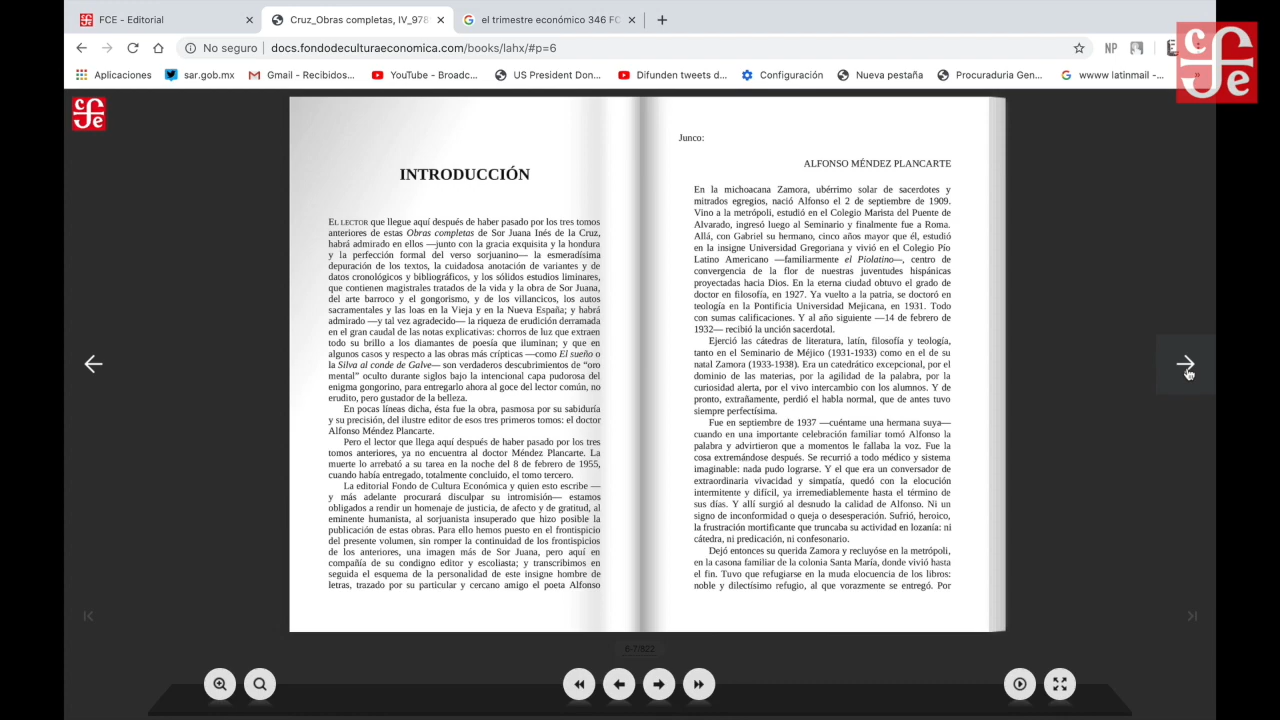 FCE - Editorial
Cruz_Obras completas, IV_978
el trimestre económico 346 FC
No seguro
docs.fondodeculturaeconomica.com/books/lahx/#p=6
NP
Aplicaciones
sar.gob.mx
Gmail - Recibidos...
YouTube - Broadc...
US President Don...
Difunden tweets d...
Configuración
Nueva pestaña
Procuraduria Gen...
wwww latinmail -...
»
cfe
cfe
INTRODUCCIÓN
EL LECTOR que llegue aquí después de haber pasado por los tres tomos
anteriores de estas Obras completas de Sor Juana Inés de la Cruz,
habrá admirado en ellos —junto con la gracia exquisita y la hondura
y la perfección formal del verso sorjuanino— la esmeradísima
depuración de los textos, la cuidadosa anotación de variantes y de
datos cronológicos y bibliográficos, y los sólidos estudios liminares,
que contienen magistrales tratados de la vida y la obra de Sor Juana,
del arte barroco y el gongorismo, y de los villancicos, los autos
sacramentales y las loas en la Vieja y en la Nueva España; y habrá
admirado —y tal vez agradecido— la riqueza de erudición derramada
en el gran caudal de las notas explicativas: chorros de luz que extraen
todo su brillo a los diamantes de poesía que iluminan; y que en
algunos casos y respecto a las obras más crípticas —como El sueño o
la Silva al conde de Galve— son verdaderos descubrimientos de “oro
mental” oculto durante siglos bajo la intencional capa pudorosa del
enigma gongorino, para entregarlo ahora al goce del lector común, no
erudito, pero gustador de la belleza.
En pocas líneas dicha, ésta fue la obra, pasmosa por su sabiduría
y su precisión, del ilustre editor de esos tres primeros tomos: el doctor
Alfonso Méndez Plancarte.
Pero el lector que llega aquí después de haber pasado por los tres
tomos anteriores, ya no encuentra al doctor Méndez Plancarte. La
muerte lo arrebató a su tarea en la noche del 8 de febrero de 1955,
cuando había entregado, totalmente concluido, el tomo tercero.
La editorial Fondo de Cultura Económica y quien esto escribe —
y más adelante procurará disculpar su intromisión— estamos
obligados a rendir un homenaje de justicia, de afecto y de gratitud, al
eminente humanista, al sorjuanista insuperado que hizo posible la
publicación de estas obras. Para ello hemos puesto en el frontispicio
del presente volumen, sin romper la continuidad de los frontispicios
de los anteriores, una imagen más de Sor Juana, pero aquí en
compañía de su condigno editor y escoliasta; y transcribimos en
seguida el esquema de la personalidad de este insigne hombre de
letras, trazado por su particular y cercano amigo el poeta Alfonso
Junco:
ALFONSO MÉNDEZ PLANCARTE
En la michoacana Zamora, ubérrimo solar de sacerdotes y
mitrados egregios, nació Alfonso el 2 de septiembre de 1909.
Vino a la metrópoli, estudió en el Colegio Marista del Puente de
Alvarado, ingresó luego al Seminario y finalmente fue a Roma.
Allá, con Gabriel su hermano, cinco años mayor que él, estudió
en la insigne Universidad Gregoriana y vivió en el Colegio Pío
Latino Americano —familiarmente el Piolatino—, centro de
convergencia de la flor de nuestras juventudes hispánicas
proyectadas hacia Dios. En la eterna ciudad obtuvo el grado de
doctor en filosofía, en 1927. Ya vuelto a la patria, se doctoró en
teología en la Pontificia Universidad Mejicana, en 1931. Todo
con sumas calificaciones. Y al año siguiente —14 de febrero de
1932— recibió la unción sacerdotal.
Ejerció las cátedras de literatura, latín, filosofía y teología,
tanto en el Seminario de Méjico (1931-1933) como en el de su
natal Zamora (1933-1938). Era un catedrático excepcional, por el
dominio de las materias, por la agilidad de la palabra, por la
curiosidad alerta, por el vivo intercambio con los alumnos. Y de
pronto, extrañamente, perdió el habla normal, que de antes tuvo
siempre perfectísima.
Fue en septiembre de 1937 —cuéntame una hermana suya—
cuando en una importante celebración familiar tomó Alfonso la
palabra y advirtieron que a momentos le fallaba la voz. Fue la
cosa extremándose después. Se recurrió a todo médico y sistema
imaginable: nada pudo lograrse. Y el que era un conversador de
extraordinaria vivacidad y simpatía, quedó con la elocución
intermitente y difícil, ya irremediablemente hasta el término de
sus días. Y allí surgió al desnudo la calidad de Alfonso. Ni un
signo de inconformidad o queja o desesperación. Sufrió, heroico,
la frustración mortificante que truncaba su actividad en lozanía: ni
cátedra, ni predicación, ni confesonario.
Dejó entonces su querida Zamora y recluyóse en la metrópoli,
en la casona familiar de la colonia Santa María, donde vivió hasta
el fin. Tuvo que refugiarse en la muda elocuencia de los libros:
noble y dilectísimo refugio, al que vorazmente se entregó. Por
6-7/822